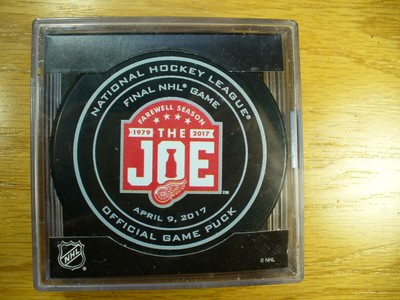 NATIONAL HOCKEY LEAGUE®
FINAL NHL® GAME
FAREWELL SEASON
1979 2017
THE
JOE
TM
APRIL 9, 2017
OFFICIAL GAME PUCK
NHL
© NHL